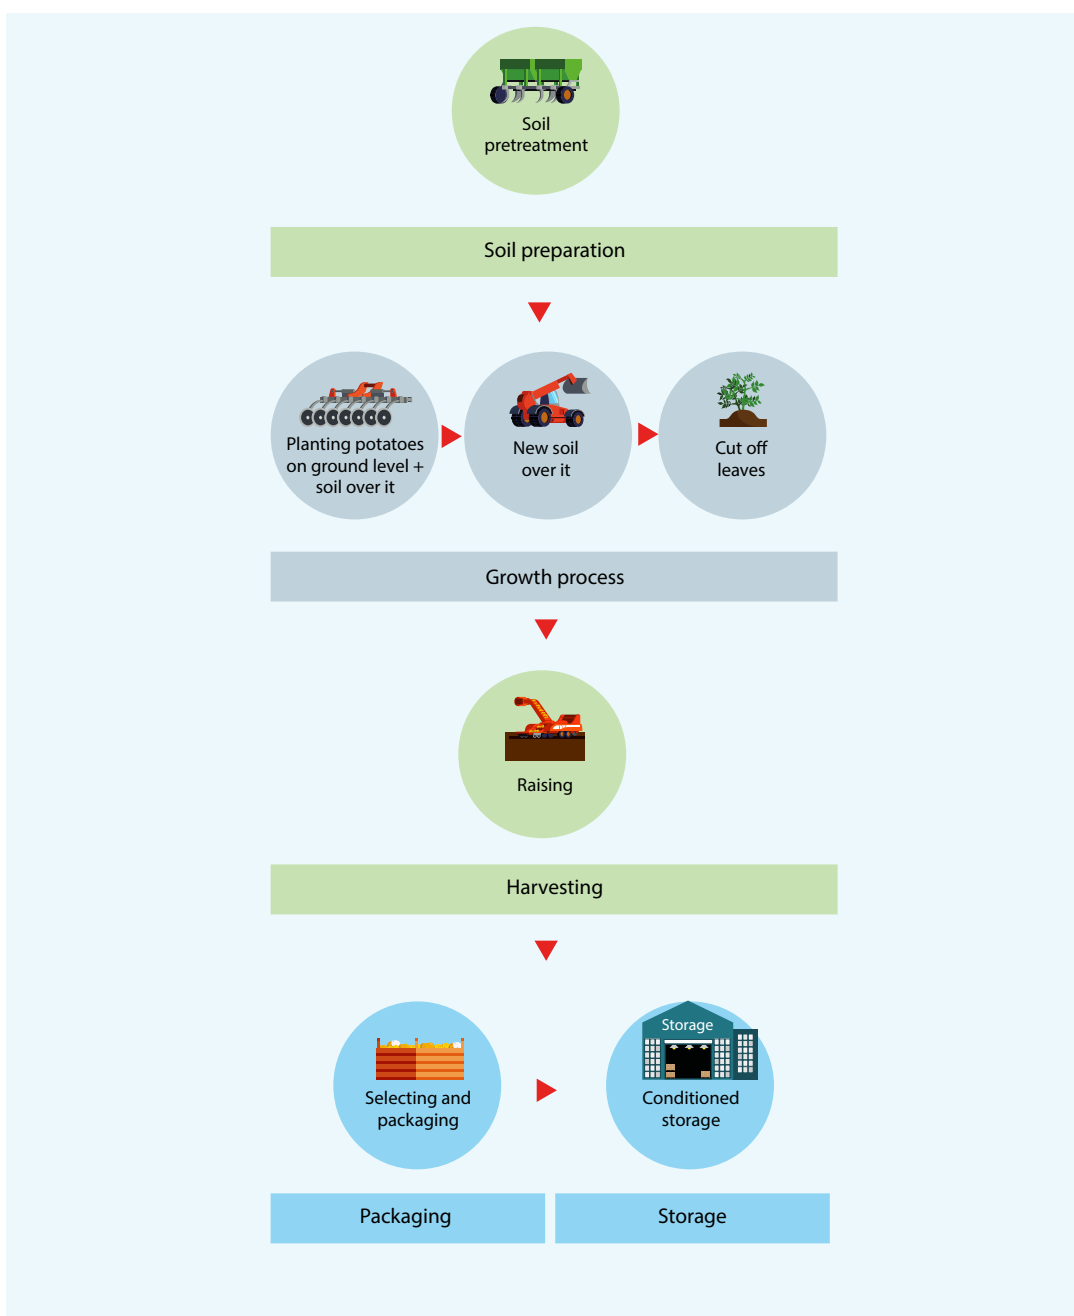 Soil
pretreatment
Soil preparation
Planting potatoes
on ground level +
soil over it
New soil
over it
Cut off
leaves
Growth process
Raising
Harvesting
Selecting and
packaging
Storage
Conditioned
storage
Packaging
Storage